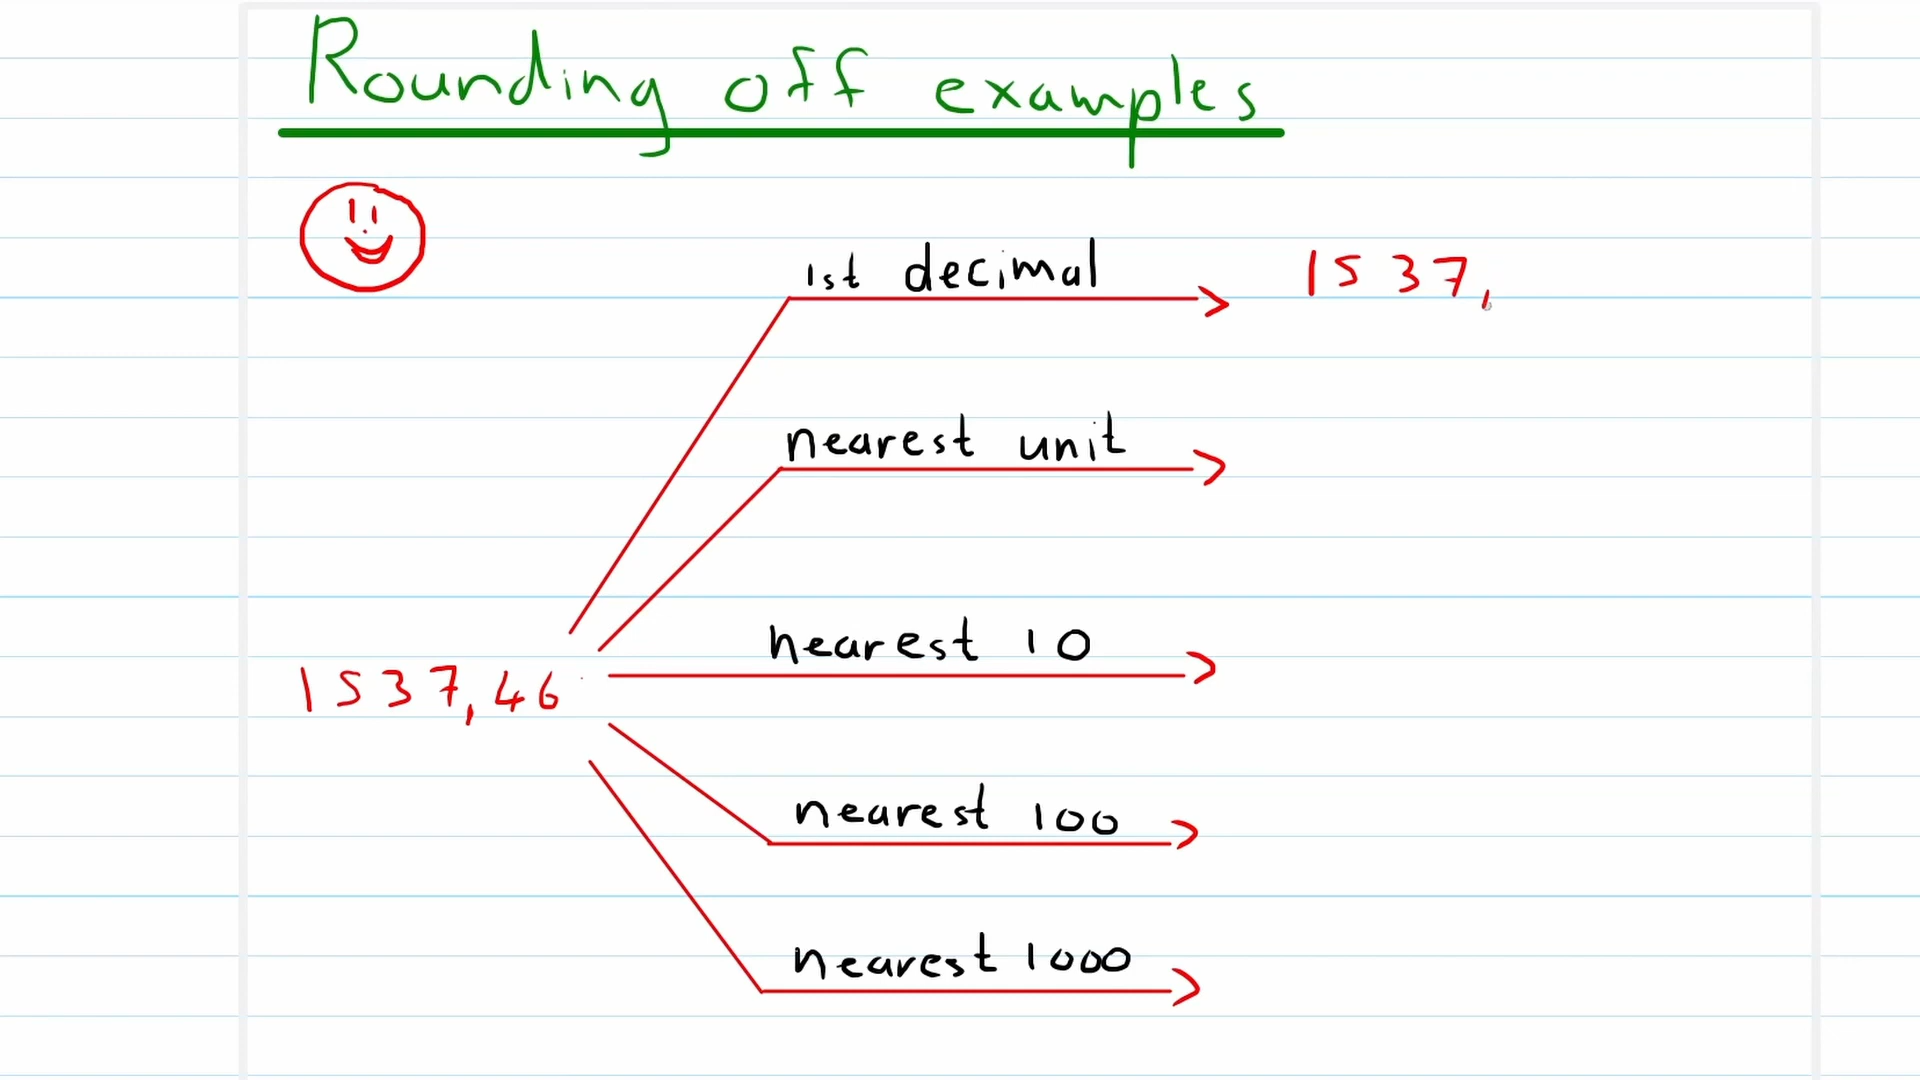 Rounding off examples
1st decimal 1537,
nearest unit
nearest 10
1537,46
nearest 100
nearest 1000